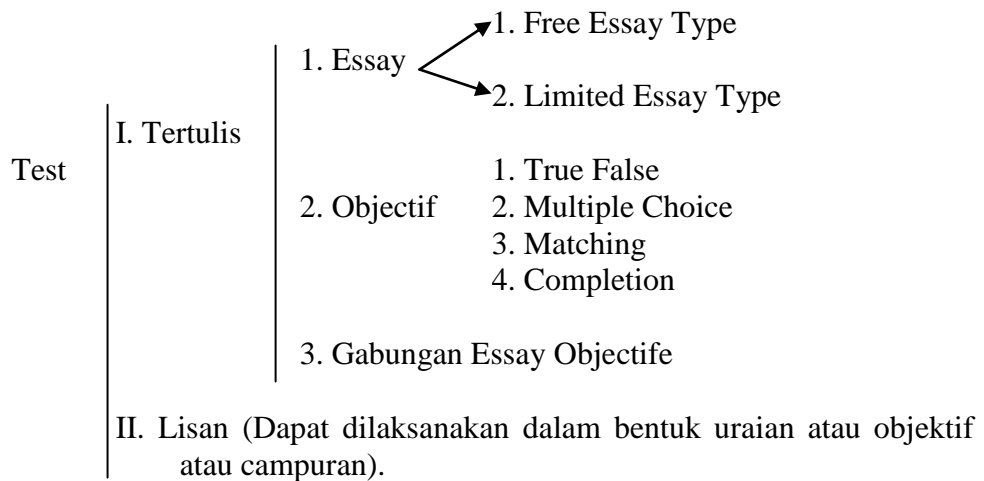 1. Free Essay Type
1. Essay
2. Limited Essay Type
I. Tertulis
Test
1. True False
2. Objectif
2. Multiple Choice
3. Matching
4. Completion
3. Gabungan Essay Objectife
II. Lisan (Dapat dilaksanakan dalam bentuk uraian atau objektif
atau campuran).